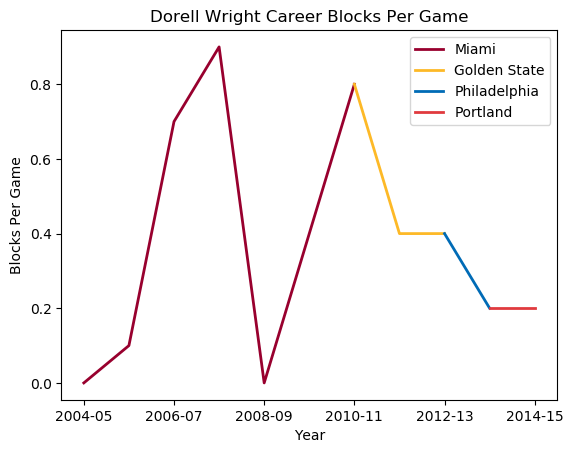 Dorell Wright Career Blocks Per Game
Miami
Golden State
Philadelphia
Portland
Blocks Per Game
0.8
0.6
0.4
0.2
0.0
2004-05 2006-07 2008-09 2010-11 2012-13 2014-15
Year